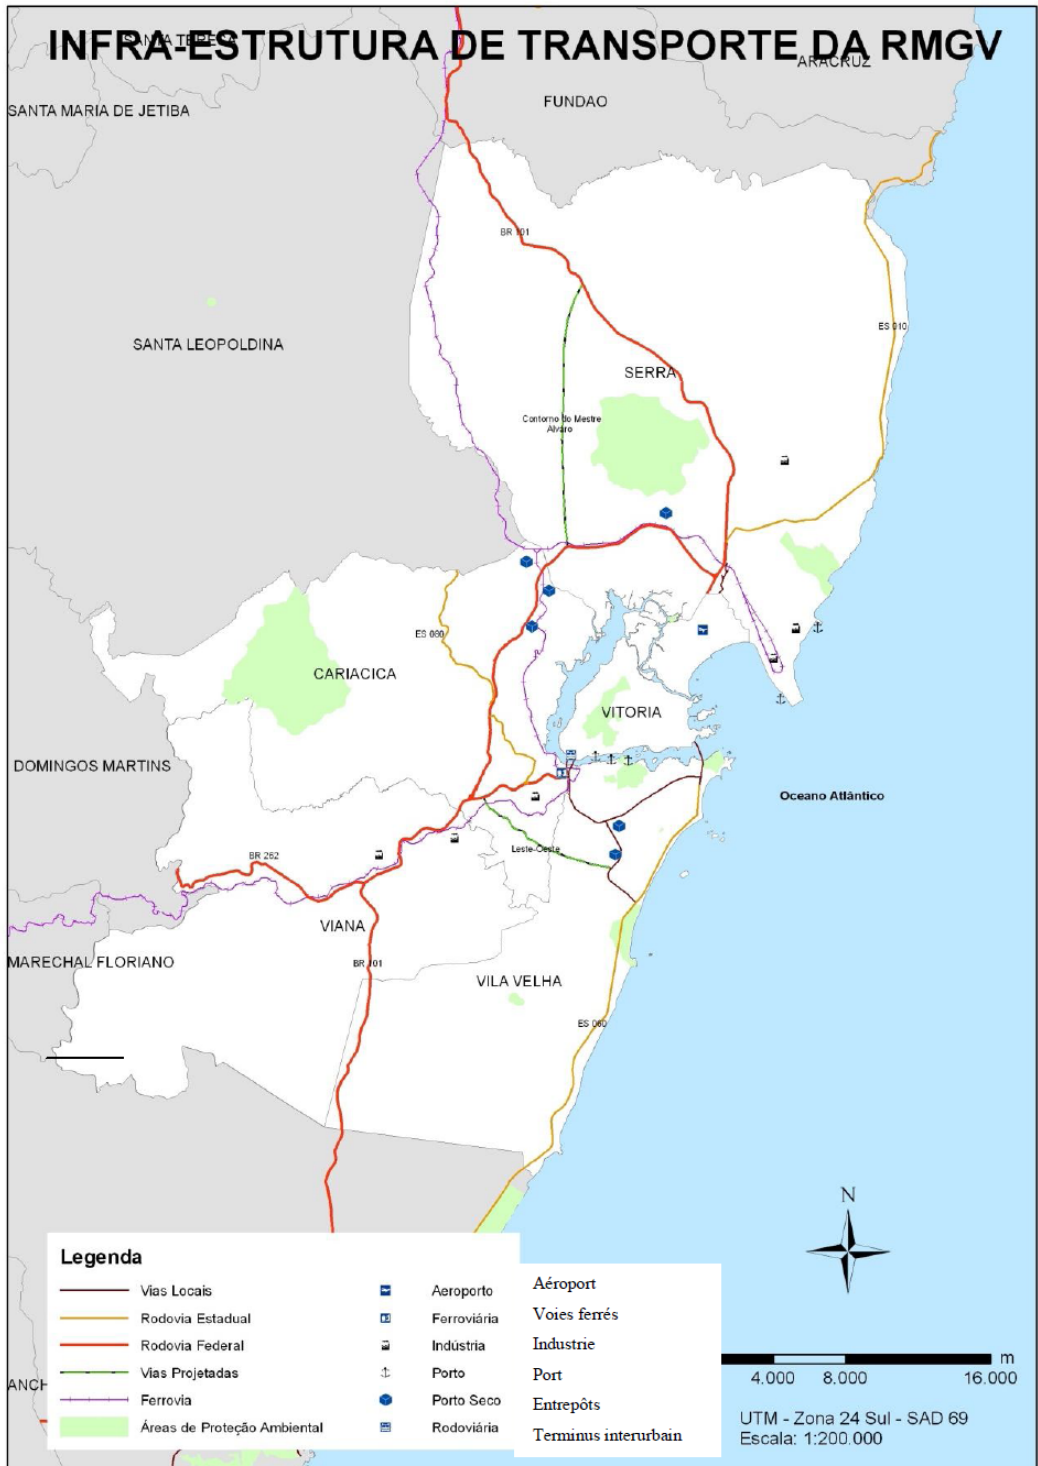 INFRA-ESTRUTURA DE TRANSPORTE DA RMGV
SANTA TERESA
ARACRUZ
SANTA MARIA DE JETIBA
FUNDAO
BR 101
ES 010
SANTA LEOPOLDINA
SERRA
Contorno do Mestre
Alvaro
ES 080
CARIACICA
VITORIA
DOMINGOS MARTINS
Oceano Atlântico
Leste-Oeste
BR 262
VIANA
MARECHAL FLORIANO
BR 101
VILA VELHA
ES 060
N
Legenda
Vias Locais
Rodovia Estadual
Rodovia Federal
Vias Projetadas
Ferrovia
Áreas de Proteção Ambiental
Aeroporto
Ferroviária
Indústria
Porto
Porto Seco
Rodoviária
Aéroport
Voies ferrés
Industrie
Port
Entrepôts
Terminus interurbain
ANCH
m
4.000 8.000 16.000
UTM - Zona 24 Sul - SAD 69
Escala: 1:200.000